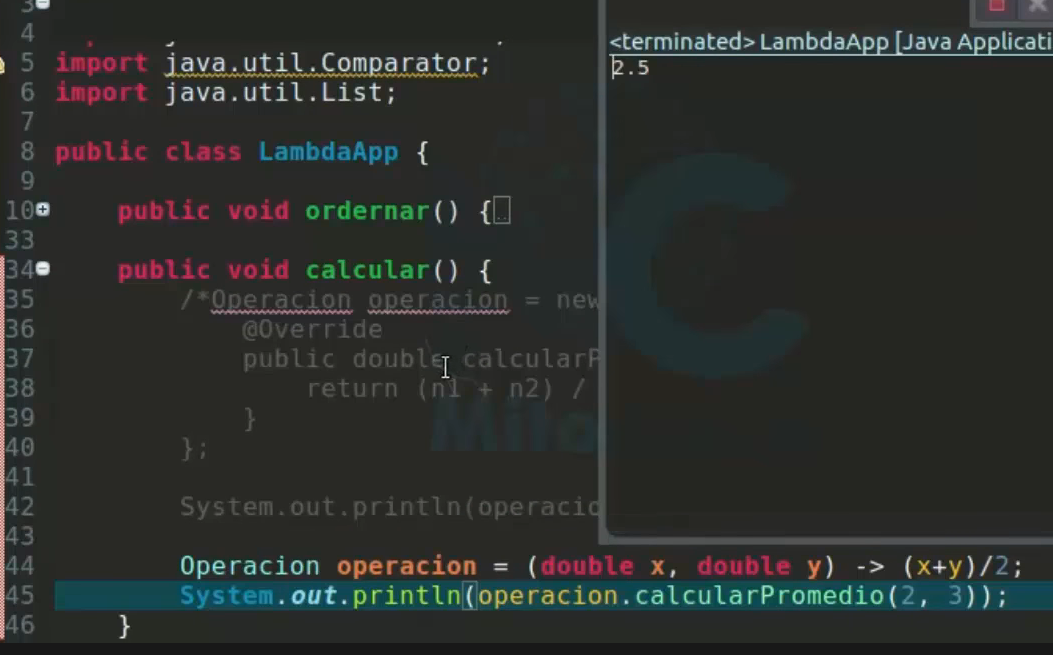 3
4
5 import java.util.Comparator;
6 import java.util.List;
7
8 public class LambdaApp {
9
10 public void ordernar() {..
33
34 public void calcular() {
35 /*Operacion operacion = new
36 @Override
37 public double calcularP
38 return (n1 + n2) /
39 }
40 };
41
42 System.out.println(operacio
43
44 Operacion operacion = (double x, double y) -> (x+y)/2;
45 System.out.println(operacion.calcularPromedio(2, 3));
46 }
<terminated> LambdaApp [Java Applicati
2.5